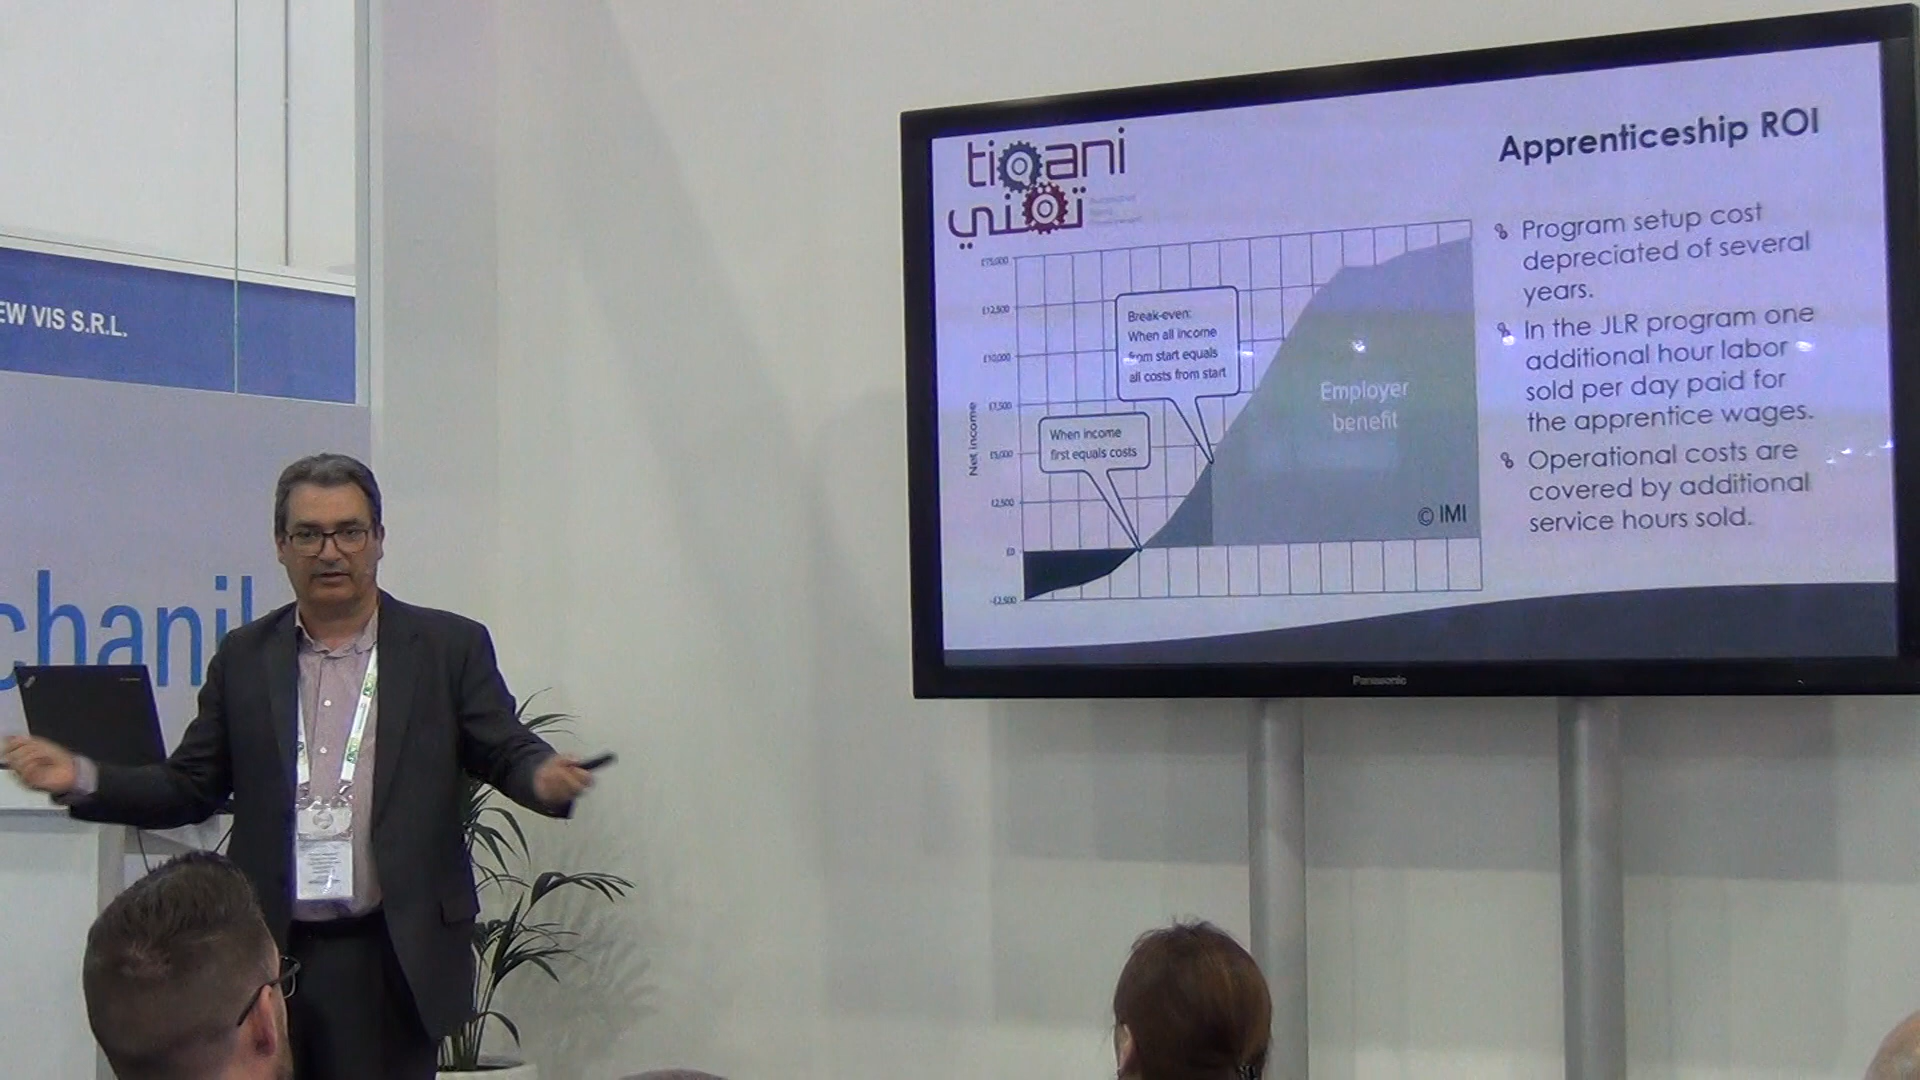 EW VIS S.R.L.
chanik
tiqani
تقني
Apprenticeship ROI
Program setup cost
depreciated of several
years.
In the JLR program one
additional hour labor
sold per day paid for
the apprentice wages.
Operational costs are
covered by additional
service hours sold.
Net income
£12,500
£10,000
£7,500
£5,000
£2,500
£0
-£2,500
Break-even:
When all income
from start equals
all costs from start
When income
first equals costs
Employer
benefit
© IMI
Panasonic